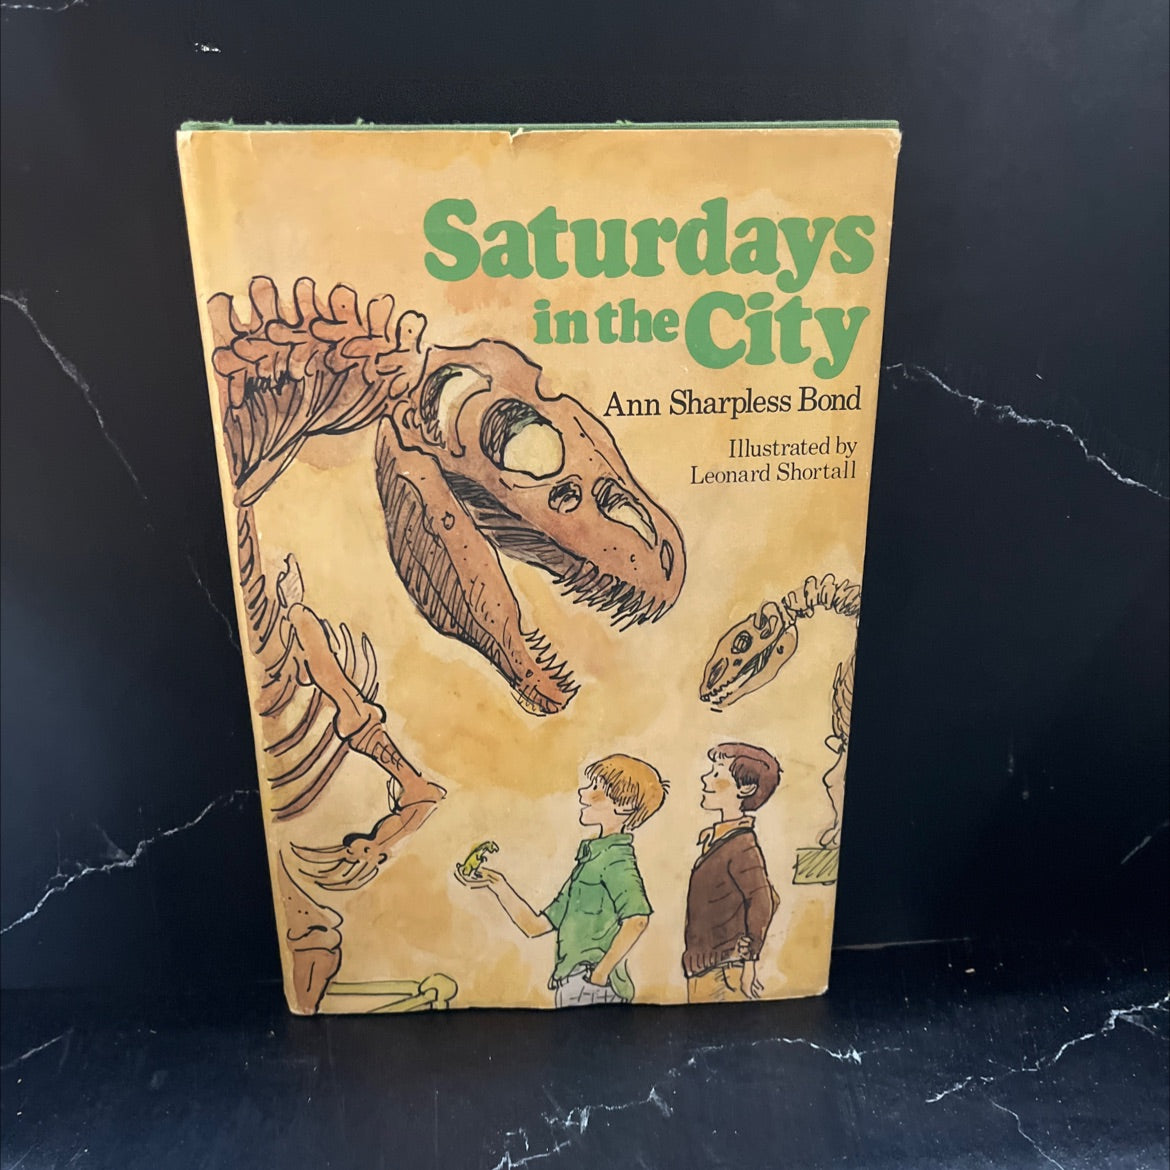 Saturdays
in the City
Ann Sharpless Bond
Illustrated by
Leonard Shortall